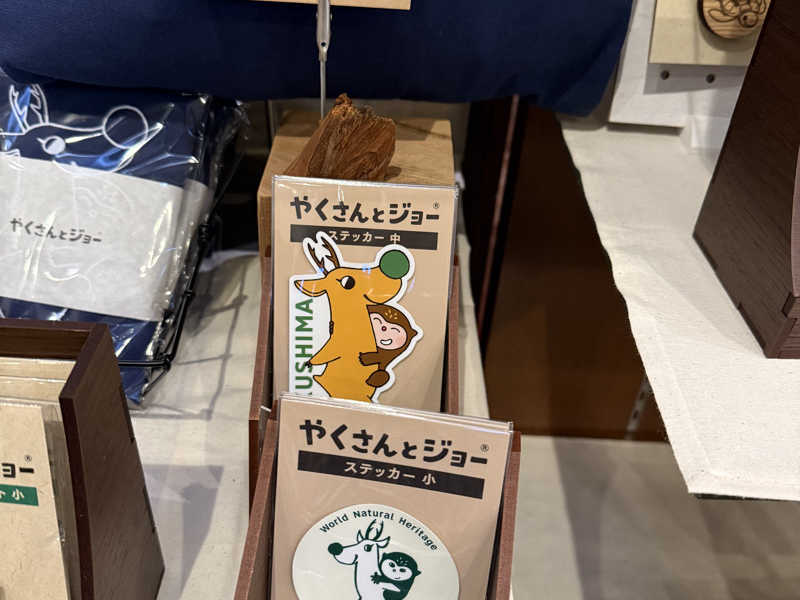 やくさんとジョー
やくさんとジョー®
ステッカー 中
KUSHIMA
やくさんとジョー®
ステッカー 小
World Natural Heritage
ョー®
小